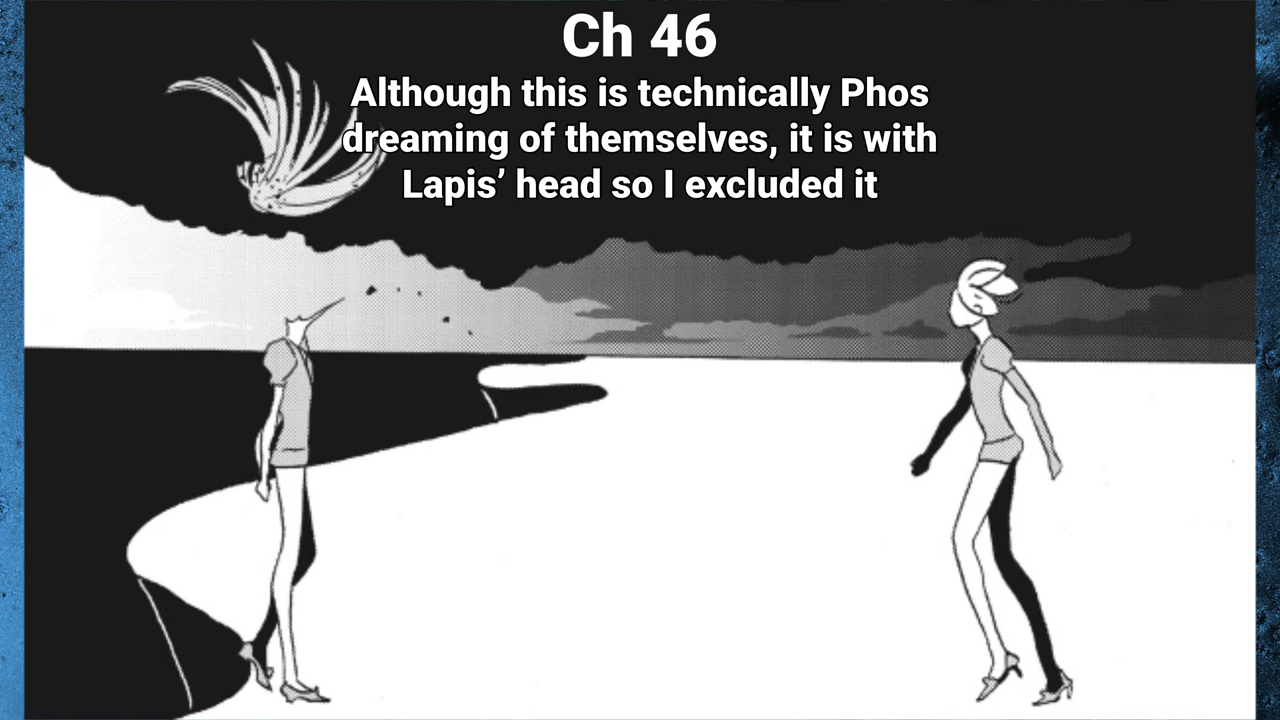 Ch 46
Although this is technically Phos
dreaming of themselves, it is with
Lapis’ head so I excluded it